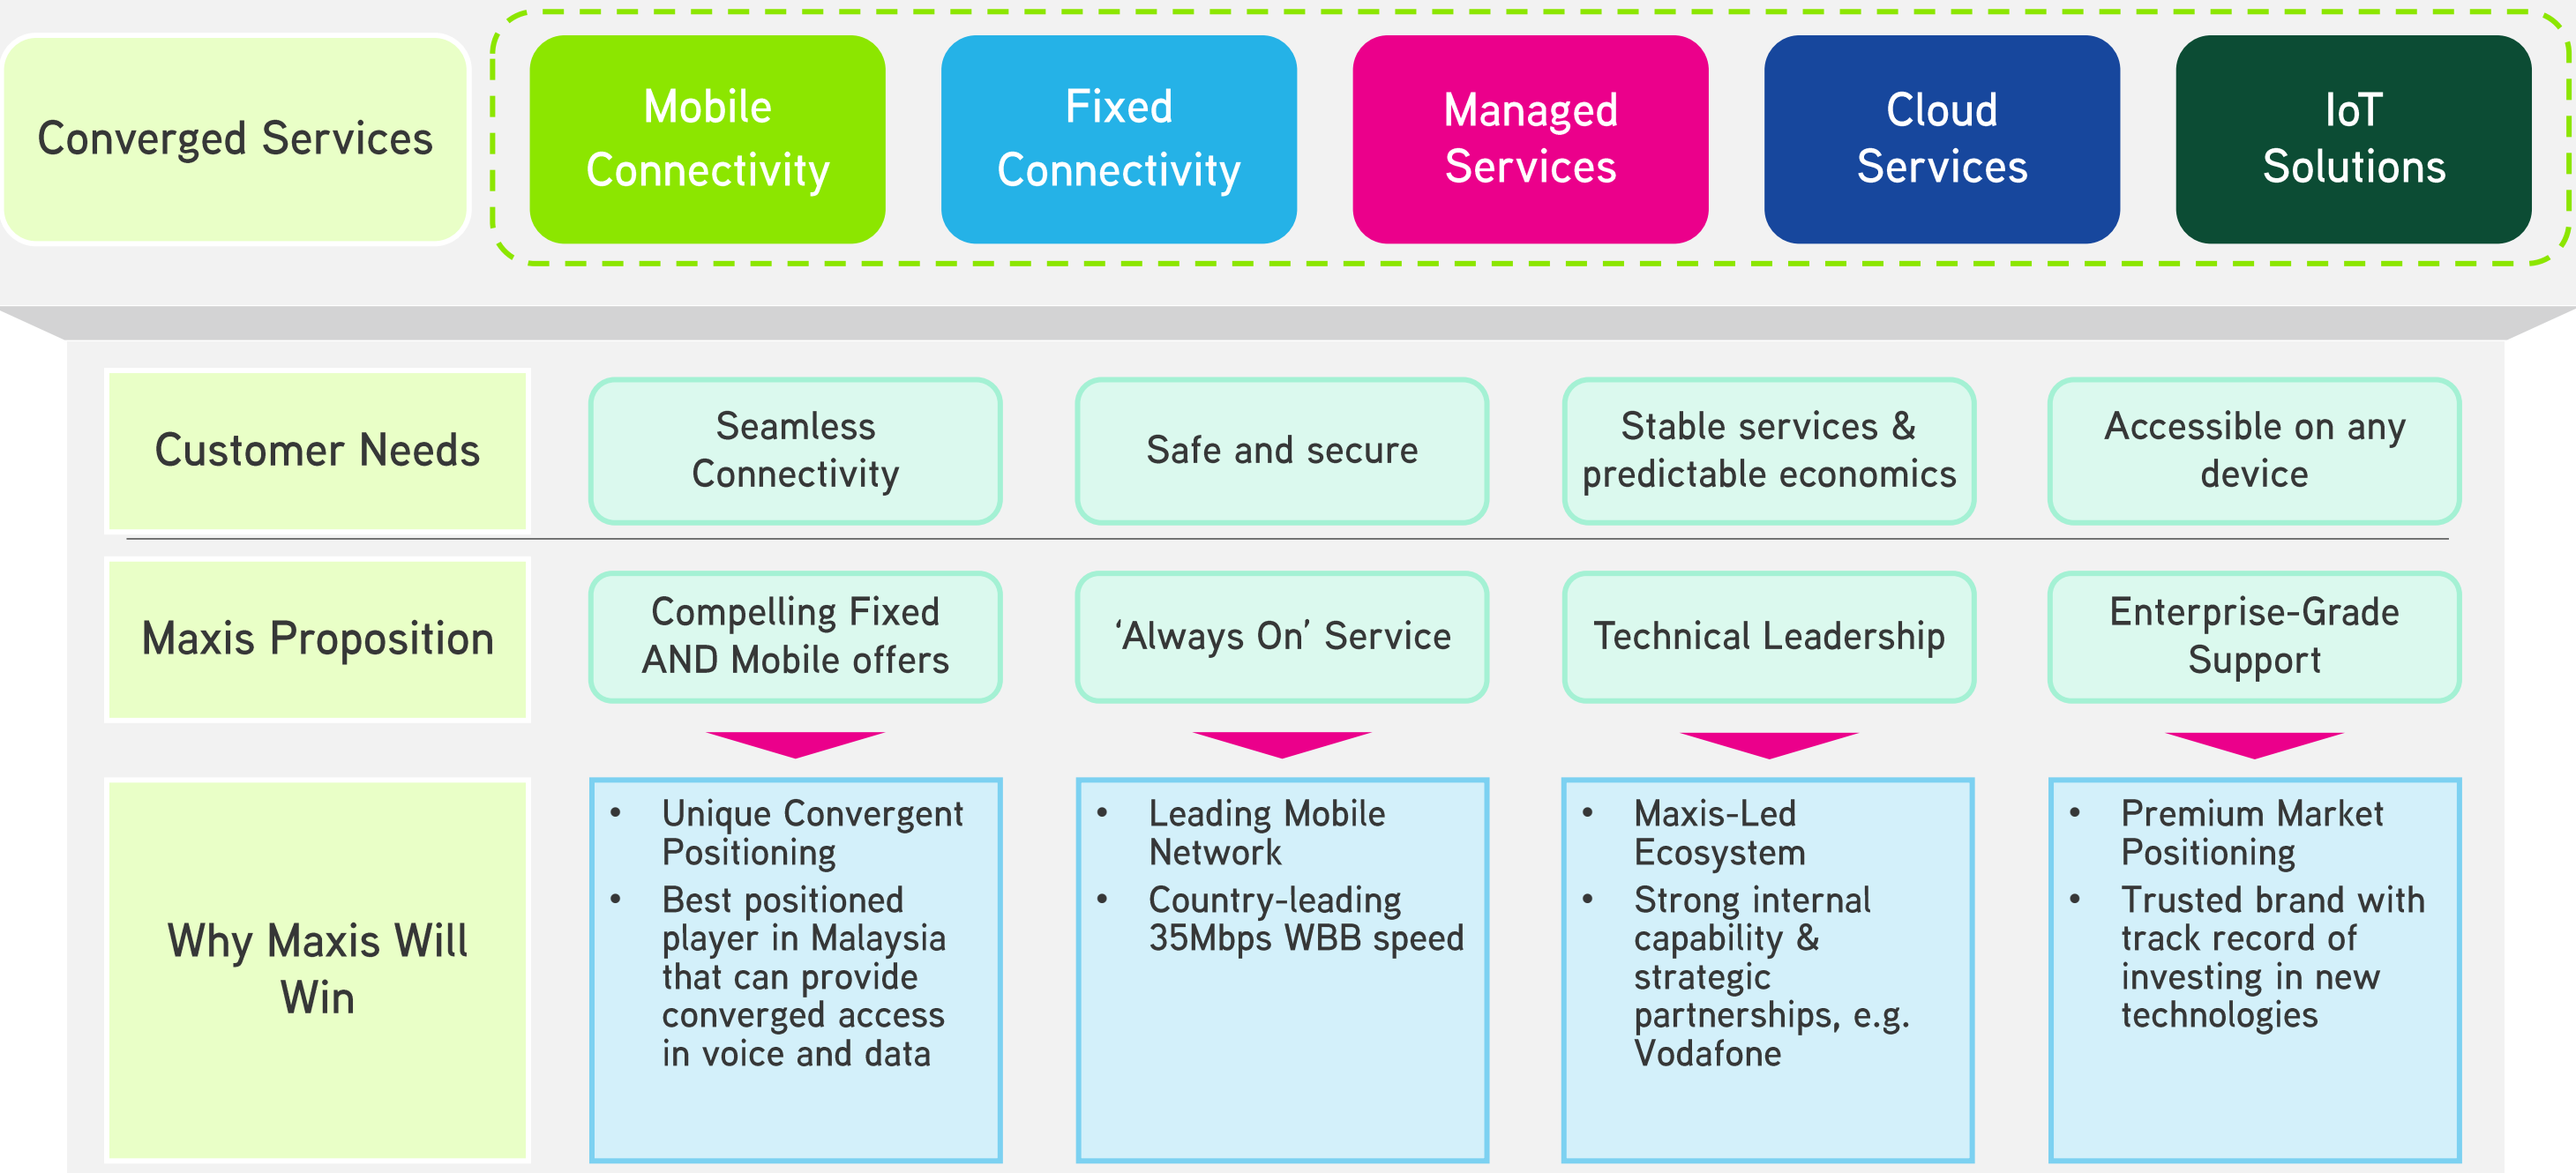 Converged Services
Mobile
Connectivity
Fixed
Connectivity
Managed
Services
Cloud
Services
IoT
Solutions
Customer Needs
Seamless
Connectivity
Safe and secure
Stable services &
predictable economics
Accessible on any
device
Maxis Proposition
Compelling Fixed
AND Mobile offers
‘Always On’ Service
Technical Leadership
Enterprise-Grade
Support
Why Maxis Will
Win
• Unique Convergent
Positioning
• Best positioned
player in Malaysia
that can provide
converged access
in voice and data
• Leading Mobile
Network
• Country-leading
35Mbps WBB speed
• Maxis-Led
Ecosystem
• Strong internal
capability &
strategic
partnerships, e.g.
Vodafone
• Premium Market
Positioning
• Trusted brand with
track record of
investing in new
technologies